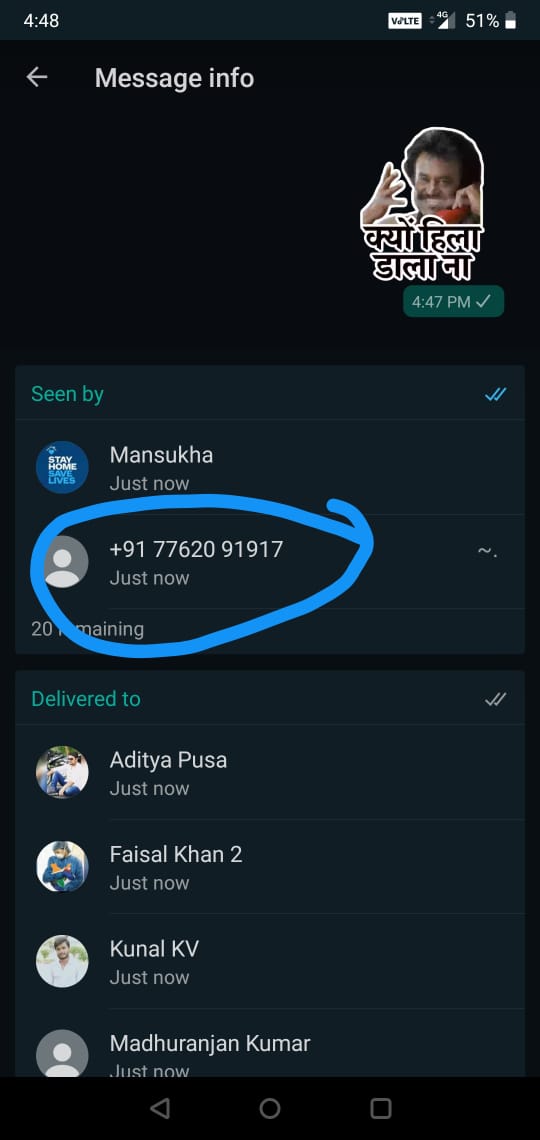 4:48
VoLTE 4G 51%
Message info
क्यों हिला
डाला ना
4:47 PM
Seen by
STAY
HOME
SAVE
LIVES
Mansukha
Just now
+91 77620 91917
~.
Just now
20 remaining
Delivered to
Aditya Pusa
Just now
Faisal Khan 2
Just now
Kunal KV
Just now
Madhuranjan Kumar
Just now